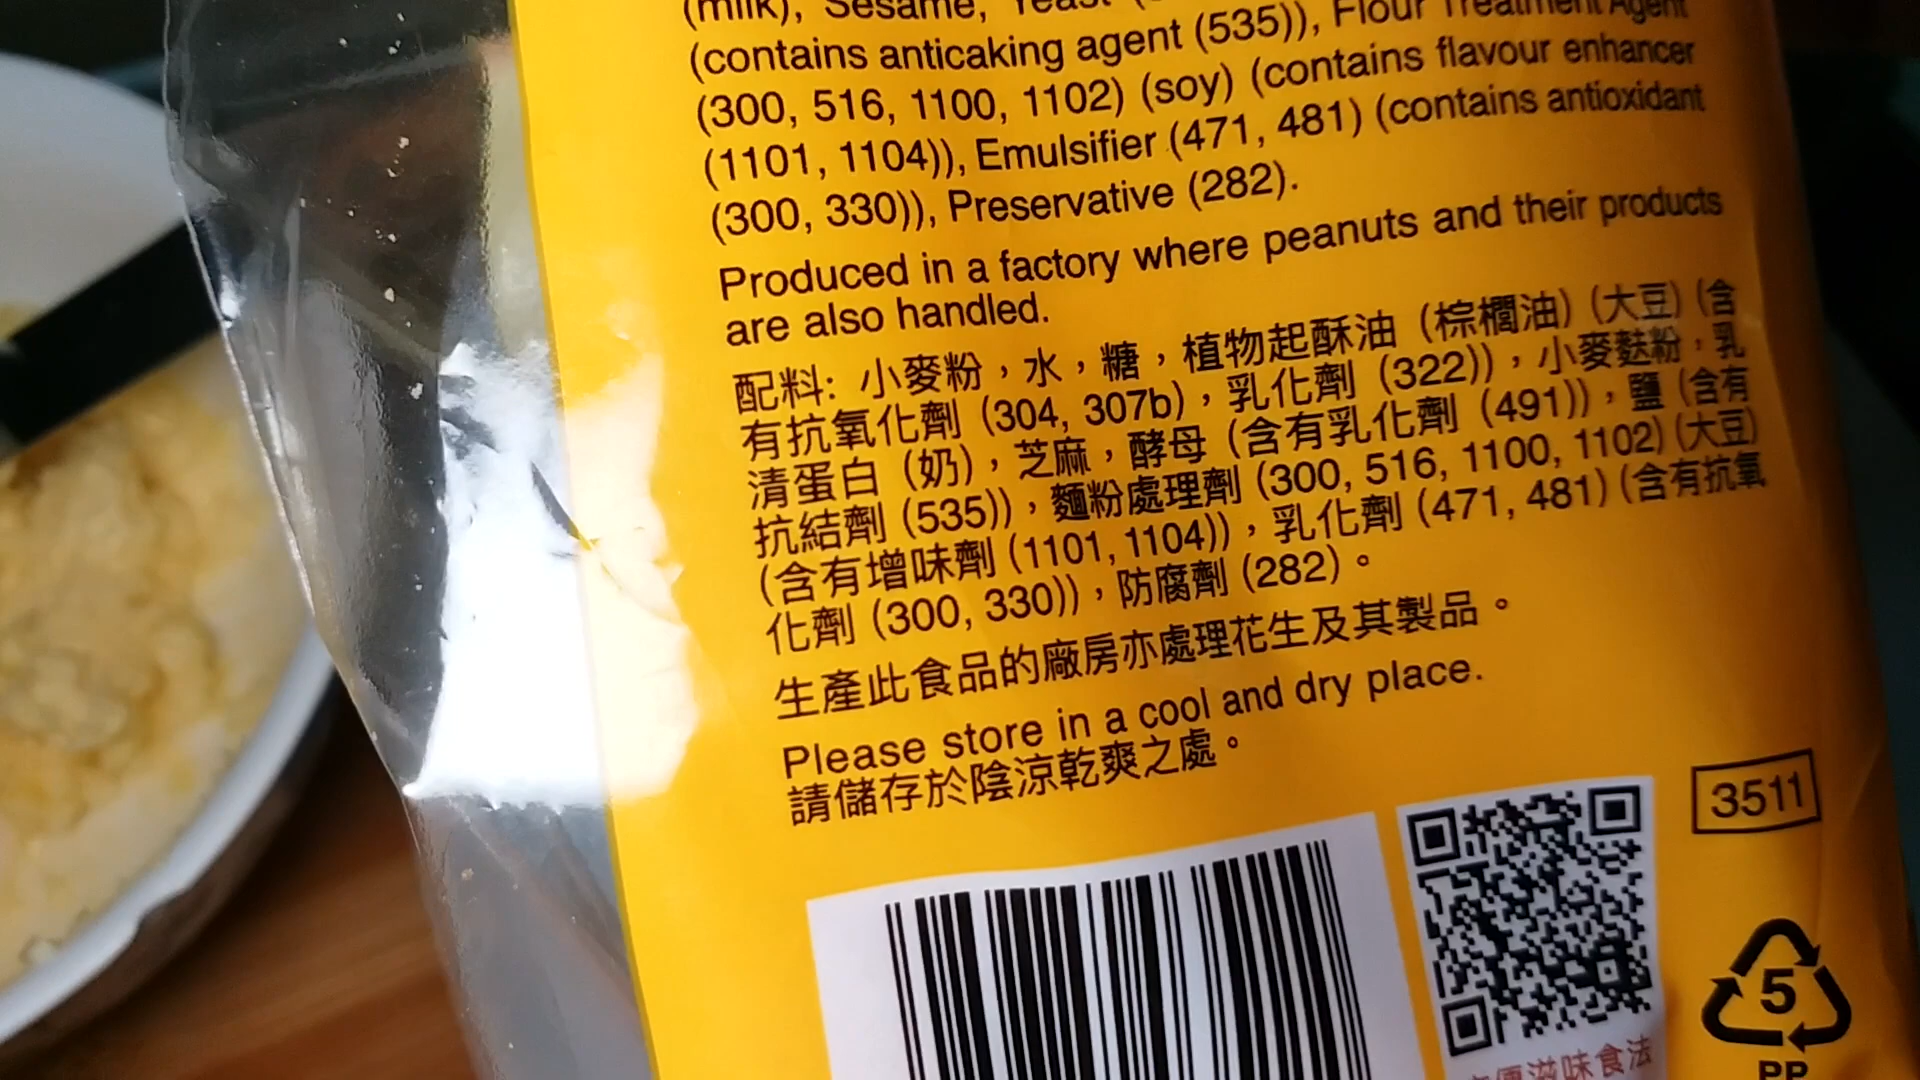 (milk), Sesame, Yeast
(contains anticaking agent (535)), Flour Treatment Agent
(300, 516, 1100, 1102) (soy) (contains flavour enhancer
(1101, 1104)), Emulsifier (471, 481) (contains antioxidant
(300, 330)), Preservative (282).
Produced in a factory where peanuts and their products
are also handled.
配料: 小麥粉，水，糖，植物起酥油 (棕櫚油) (大豆) (含
有抗氧化劑 (304, 307b)，乳化劑 (322))，小麥麩粉，乳
清蛋白 (奶)，芝麻，酵母 (含有乳化劑 (491))，鹽 (含有
抗結劑 (535))，麵粉處理劑 (300, 516, 1100, 1102) (大豆)
(含有增味劑 (1101, 1104))，乳化劑 (471, 481) (含有抗氧
化劑 (300, 330))，防腐劑 (282)。
生產此食品的廠房亦處理花生及其製品。
Please store in a cool and dry place.
請儲存於陰涼乾爽之處。
3511
5
PP
滋味食法